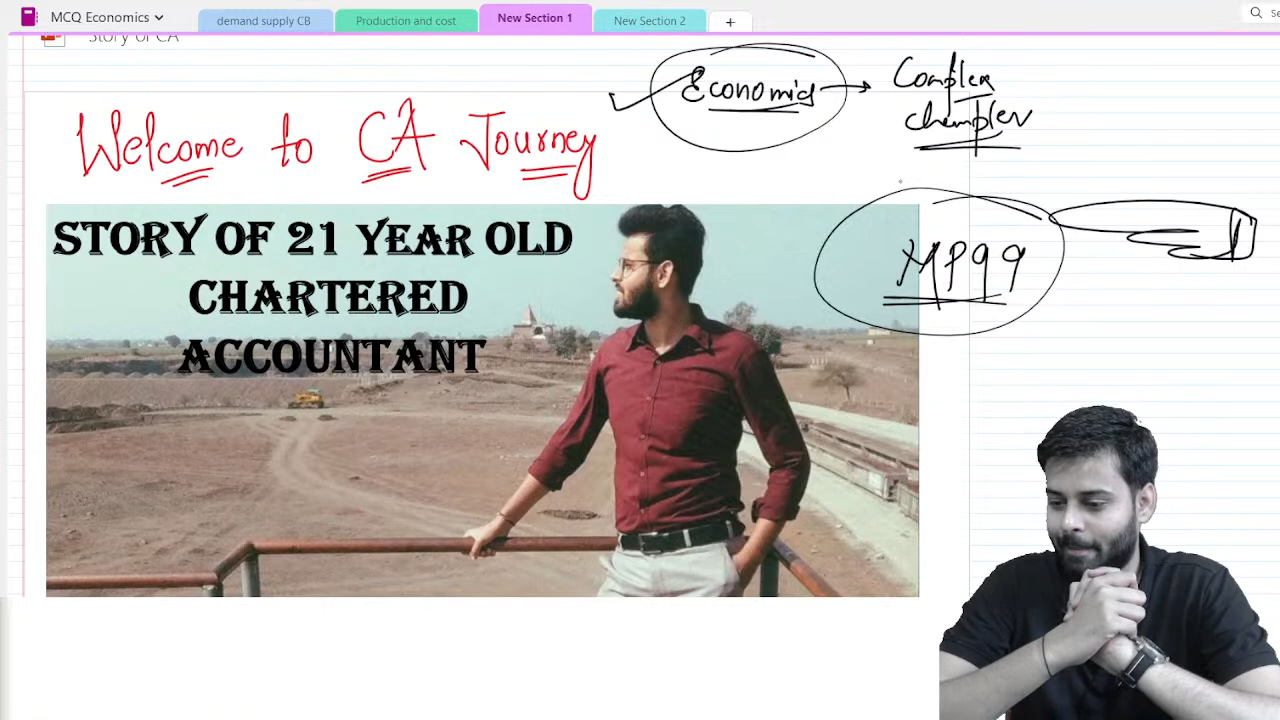 MCQ Economics
demand supply CB
Production and cost
New Section 1
New Section 2
+
Story of CA
Economics
Complex
Welcome to CA Journey
STORY OF 21 YEAR OLD
CHARTERED
ACCOUNTANT
MP99